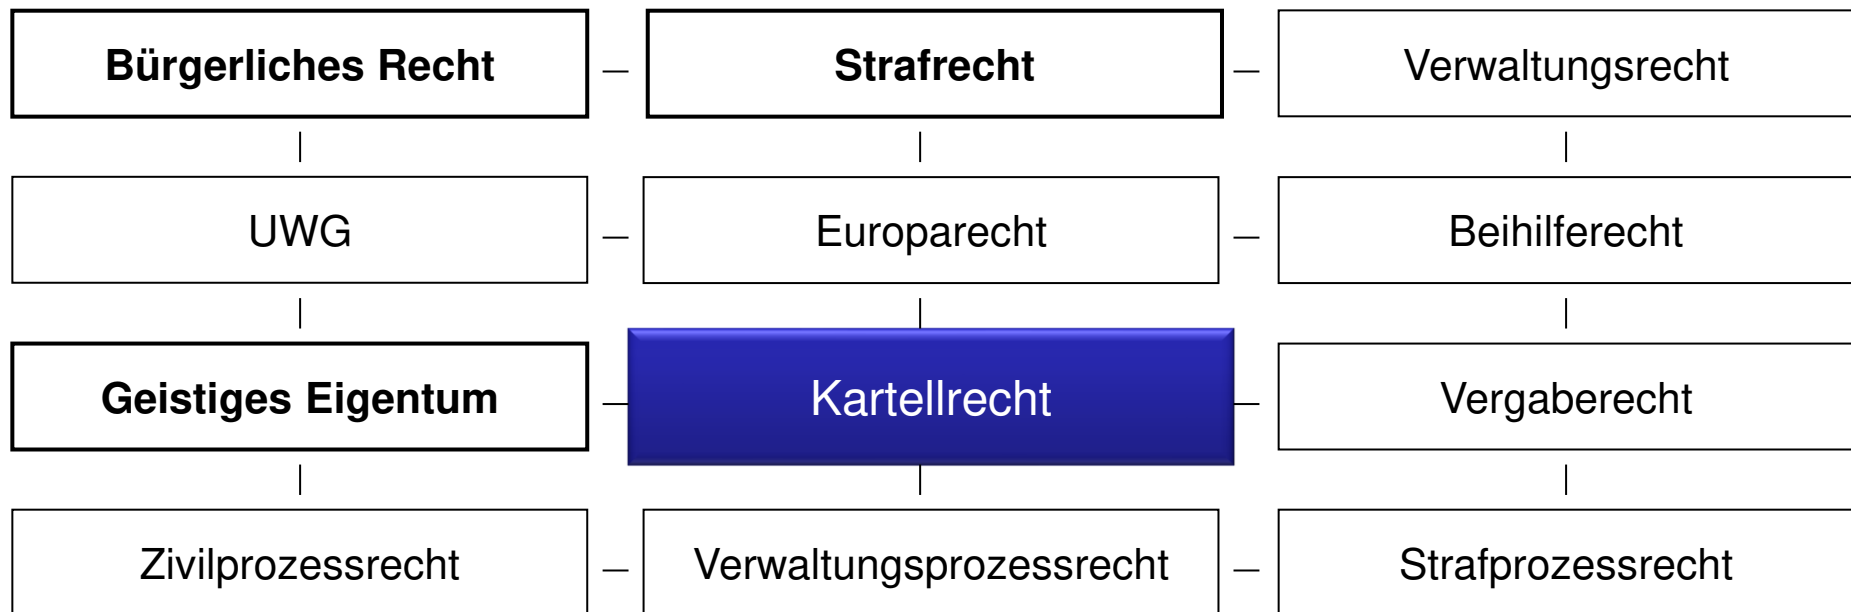 Bürgerliches Recht
Strafrecht
Verwaltungsrecht
UWG
Europarecht
Beihilferecht
Geistiges Eigentum
Kartellrecht
Vergaberecht
Zivilprozessrecht
Verwaltungsprozessrecht
Strafprozessrecht